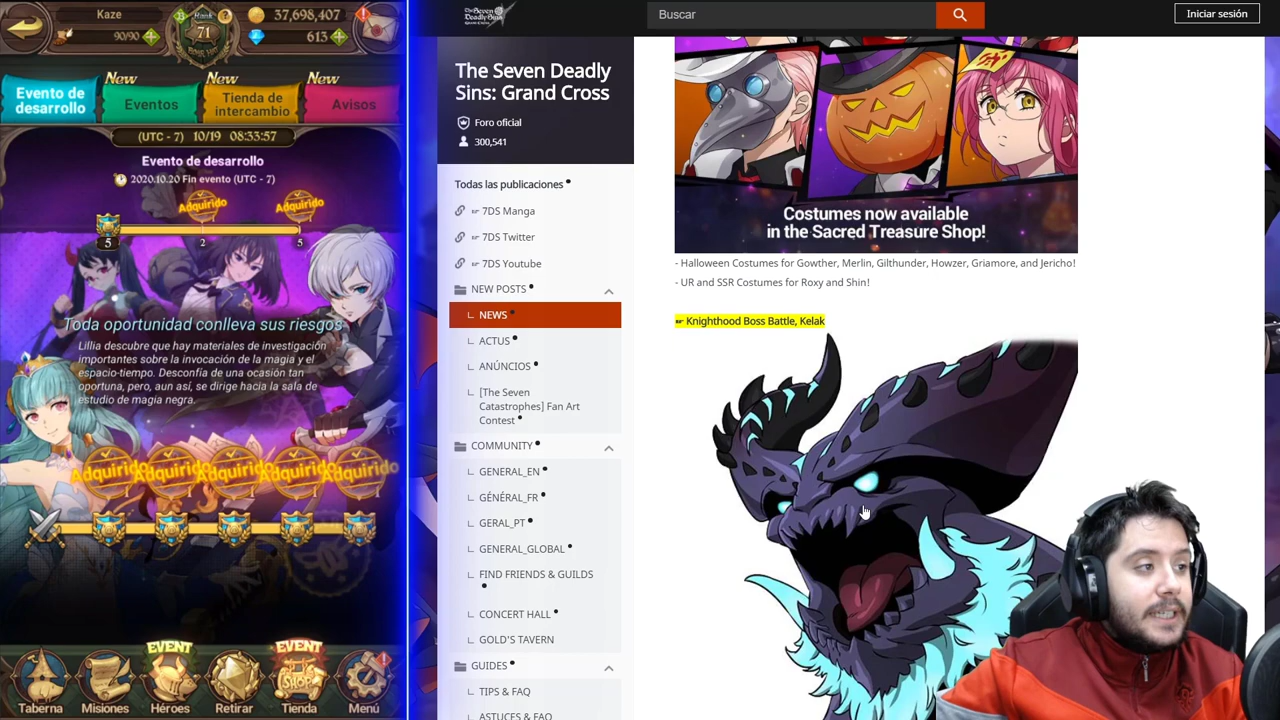 Kaze
90/90
Rank
71
37,698,407
613
New
New
New
Evento de
desarrollo
Eventos
Tienda de
intercambio
Avisos
(UTC - 7) 10/19 08:33:57
Evento de desarrollo
2020.10.20 Fin evento (UTC - 7)
Adquirido
Adquirido
5
2
5
Toda oportunidad conlleva sus riesgos
Lillia descubre que hay materiales de investigación
importantes sobre la invocación de la magia y el
espacio-tiempo. Desconfía de una ocasión tan
oportuna, pero, aun así, se dirige hacia la sala de
estudio de magia negra.
Adquirido
Adquirido
Adquirido
Adquirido
Adquirido
EVENT
EVENT
SHOP
Taberna
Misiones
Héroes
Retirar
Tienda
Menú
The Seven
Deadly Sins
GRAND CROSS
Buscar
Iniciar sesión
The Seven Deadly
Sins: Grand Cross
Foro oficial
300,541
Todas las publicaciones
☞ 7DS Manga
☞ 7DS Twitter
☞ 7DS Youtube
NEW POSTS
NEWS
ACTUS
ANÚNCIOS
[The Seven
Catastrophes] Fan Art
Contest
COMMUNITY
GENERAL_EN
GÉNÉRAL_FR
GERAL_PT
GENERAL_GLOBAL
FIND FRIENDS & GUILDS
CONCERT HALL
GOLD'S TAVERN
GUIDES
TIPS & FAQ
ASTUCES & FAQ
Costumes now available
in the Sacred Treasure Shop!
- Halloween Costumes for Gowther, Merlin, Gilthunder, Howzer, Griamore, and Jericho!
- UR and SSR Costumes for Roxy and Shin!
☞ Knighthood Boss Battle, Kelak